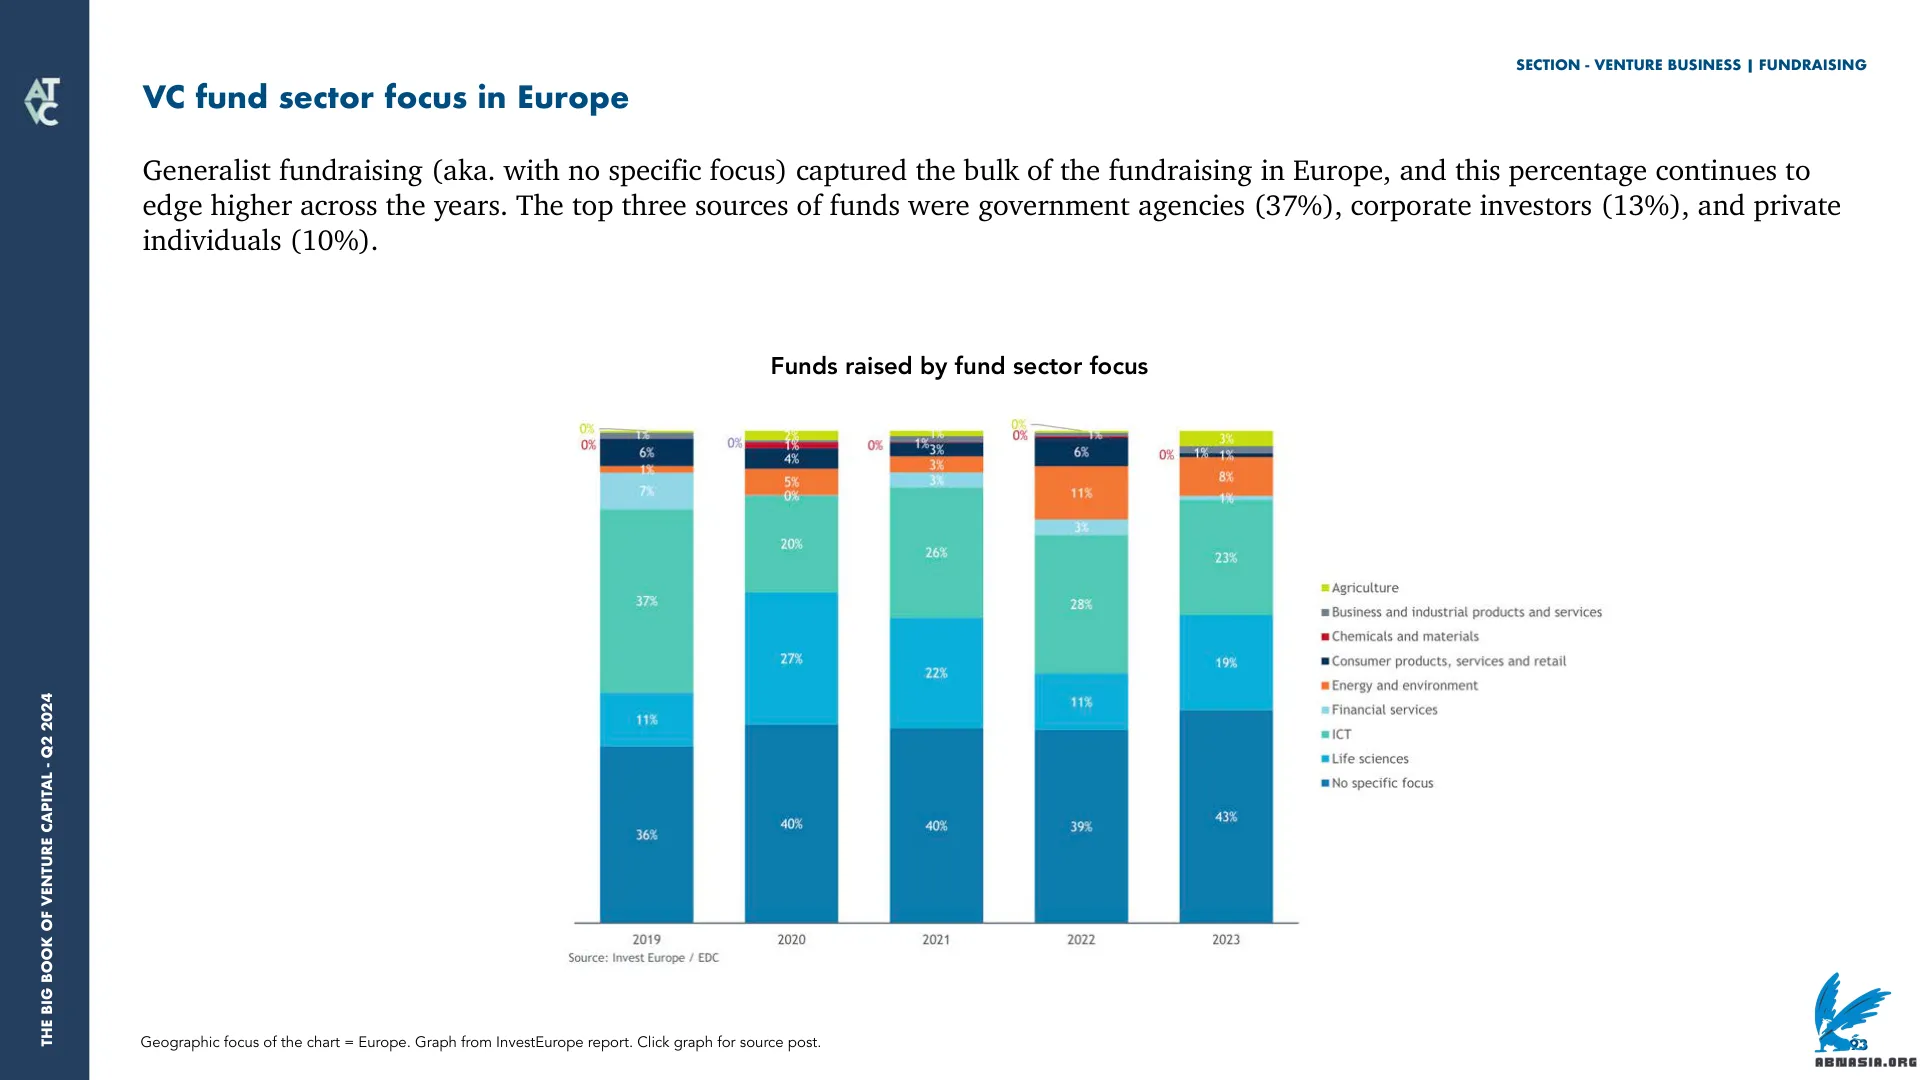 AT
VC
SECTION - VENTURE BUSINESS | FUNDRAISING
VC fund sector focus in Europe
Generalist fundraising (aka. with no specific focus) captured the bulk of the fundraising in Europe, and this percentage continues to
edge higher across the years. The top three sources of funds were government agencies (37%), corporate investors (13%), and private
individuals (10%).
Funds raised by fund sector focus
0%
0%
1%
6%
1%
7%
37%
11%
36%
0%
2%
1%
4%
5%
0%
20%
27%
40%
0%
1%
1%
3%
3%
3%
26%
22%
40%
0%
0%
1%
6%
11%
3%
28%
11%
39%
0%
3%
1%
1%
8%
1%
23%
19%
43%
Agriculture
Business and industrial products and services
Chemicals and materials
Consumer products, services and retail
Energy and environment
Financial services
ICT
Life sciences
No specific focus
2019
2020
2021
2022
2023
Source: Invest Europe / EDC
THE BIG BOOK OF VENTURE CAPITAL - Q2 2024
Geographic focus of the chart = Europe. Graph from InvestEurope report. Click graph for source post.
93
ABNASIA.ORG